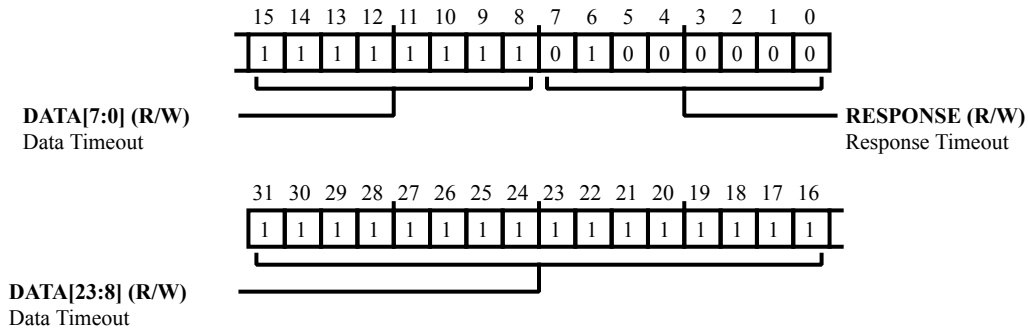 15 14 13 12 11 10 9 8 7 6 5 4 3 2 1 0
1 1 1 1 1 1 1 1 0 1 0 0 0 0 0 0
DATA[7:0] (R/W)
Data Timeout
RESPONSE (R/W)
Response Timeout
31 30 29 28 27 26 25 24 23 22 21 20 19 18 17 16
1 1 1 1 1 1 1 1 1 1 1 1 1 1 1 1
DATA[23:8] (R/W)
Data Timeout